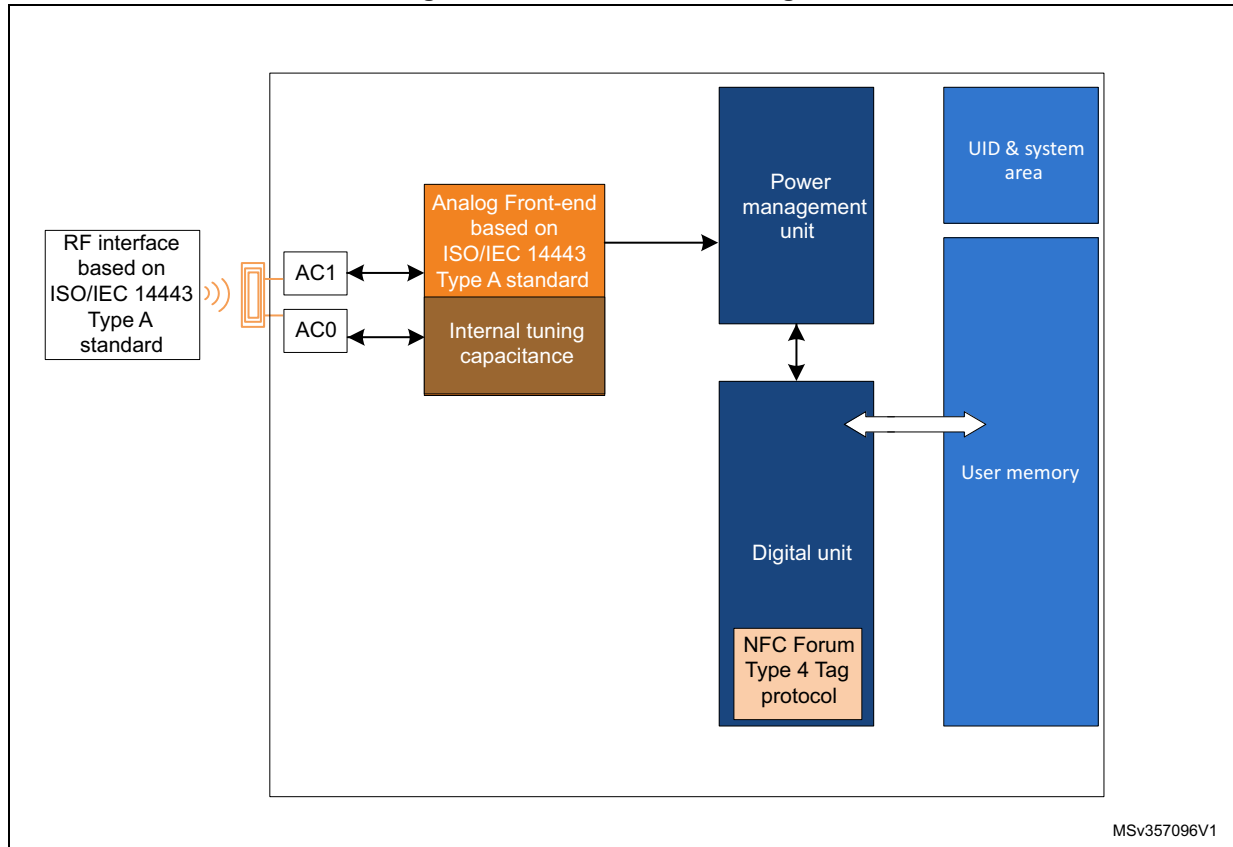 RF interface
based on
ISO/IEC 14443
Type A
standard
AC1
AC0
Analog Front-end
based on
ISO/IEC 14443
Type A standard
Internal tuning
capacitance
Power
management
unit
Digital unit
NFC Forum
Type 4 Tag
protocol
UID & system
area
User memory
MSv357096V1